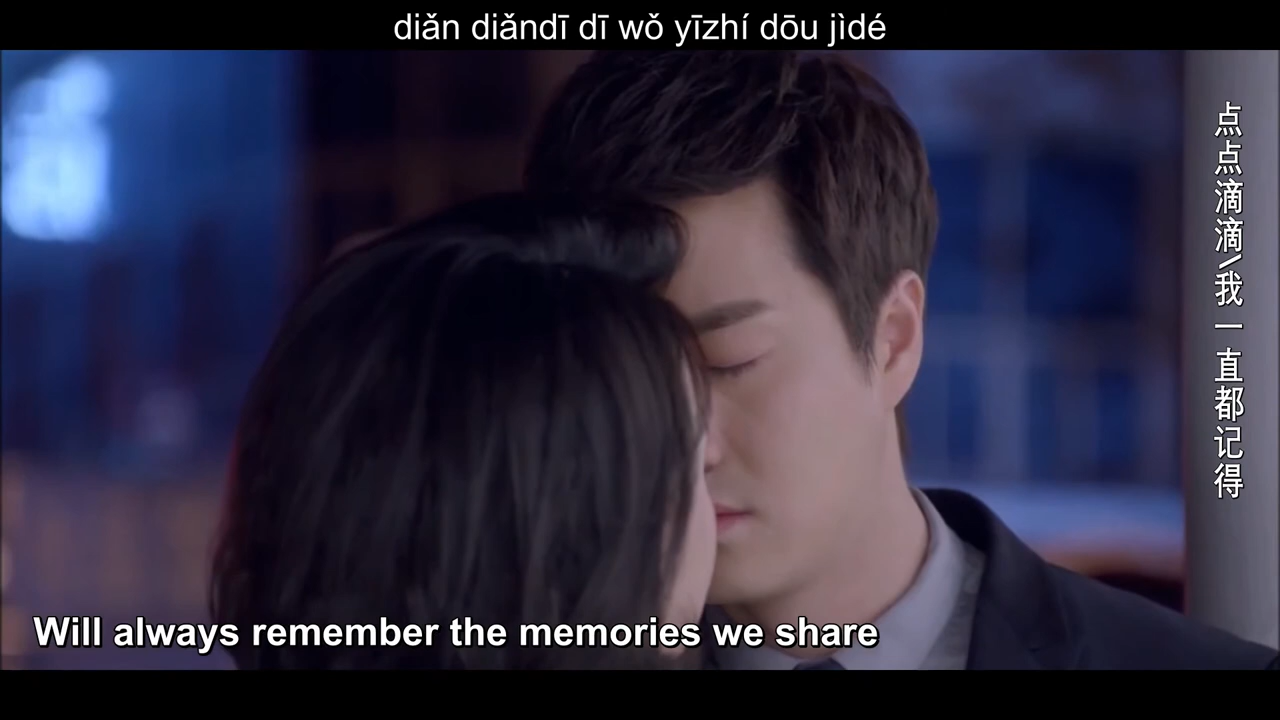 diǎn diǎndī dī wǒ yīzhí dōu jìdé
点点滴滴/我一直都记得
Will always remember the memories we share